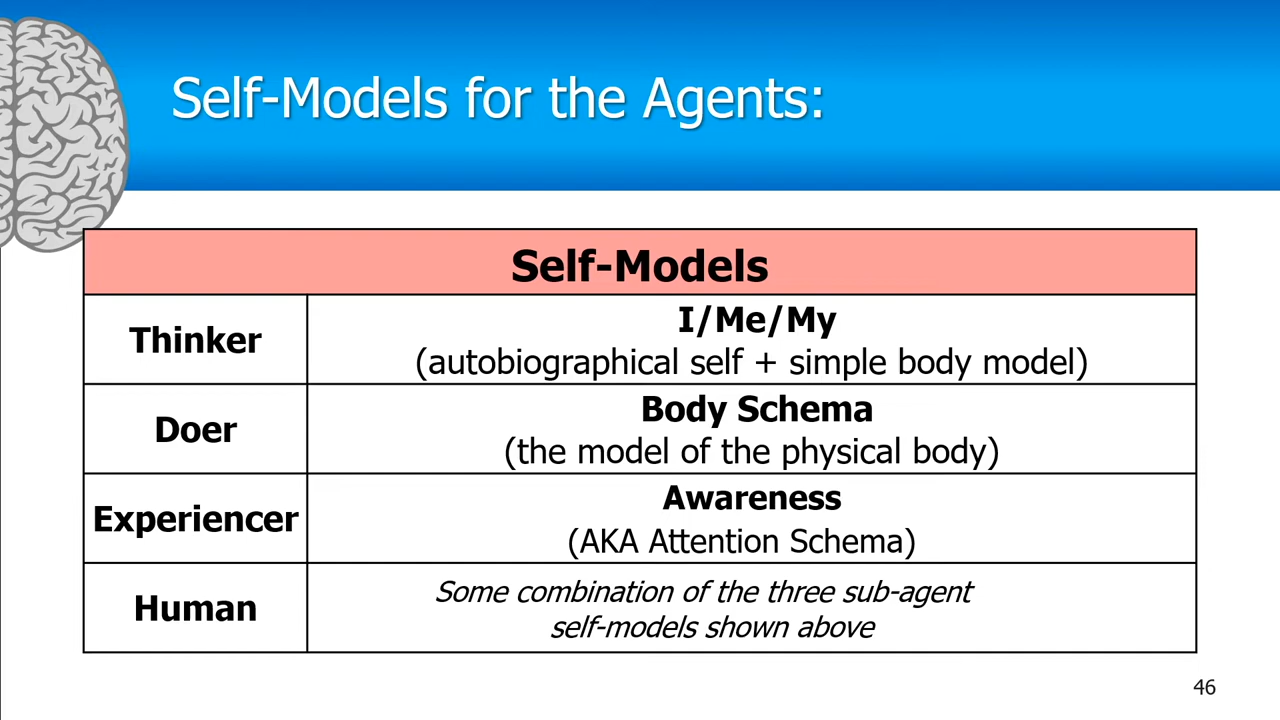 Self-Models for the Agents:
Self-Models
Thinker
I/Me/My
(autobiographical self + simple body model)
Doer
Body Schema
(the model of the physical body)
Experiencer
Awareness
(AKA Attention Schema)
Human
Some combination of the three sub-agent
self-models shown above
46